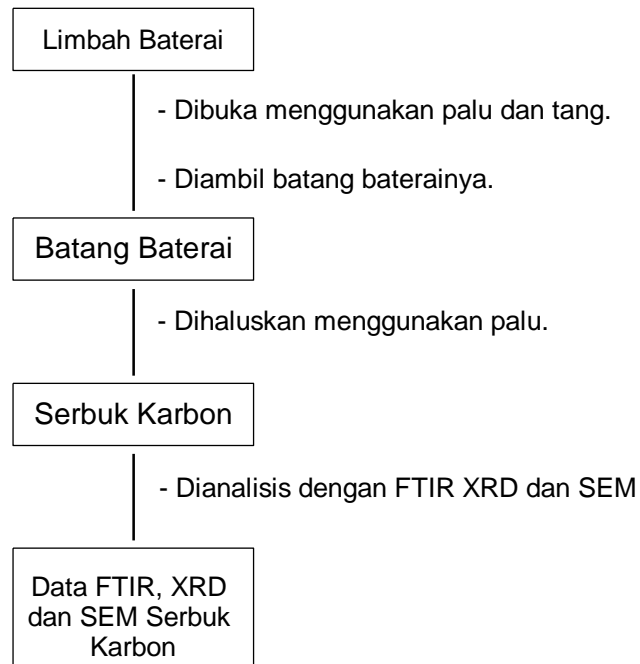 Limbah Baterai
- Dibuka menggunakan palu dan tang.
- Diambil batang baterainya.
Batang Baterai
- Dihaluskan menggunakan palu.
Serbuk Karbon
- Dianalisis dengan FTIR XRD dan SEM
Data FTIR, XRD
dan SEM Serbuk
Karbon